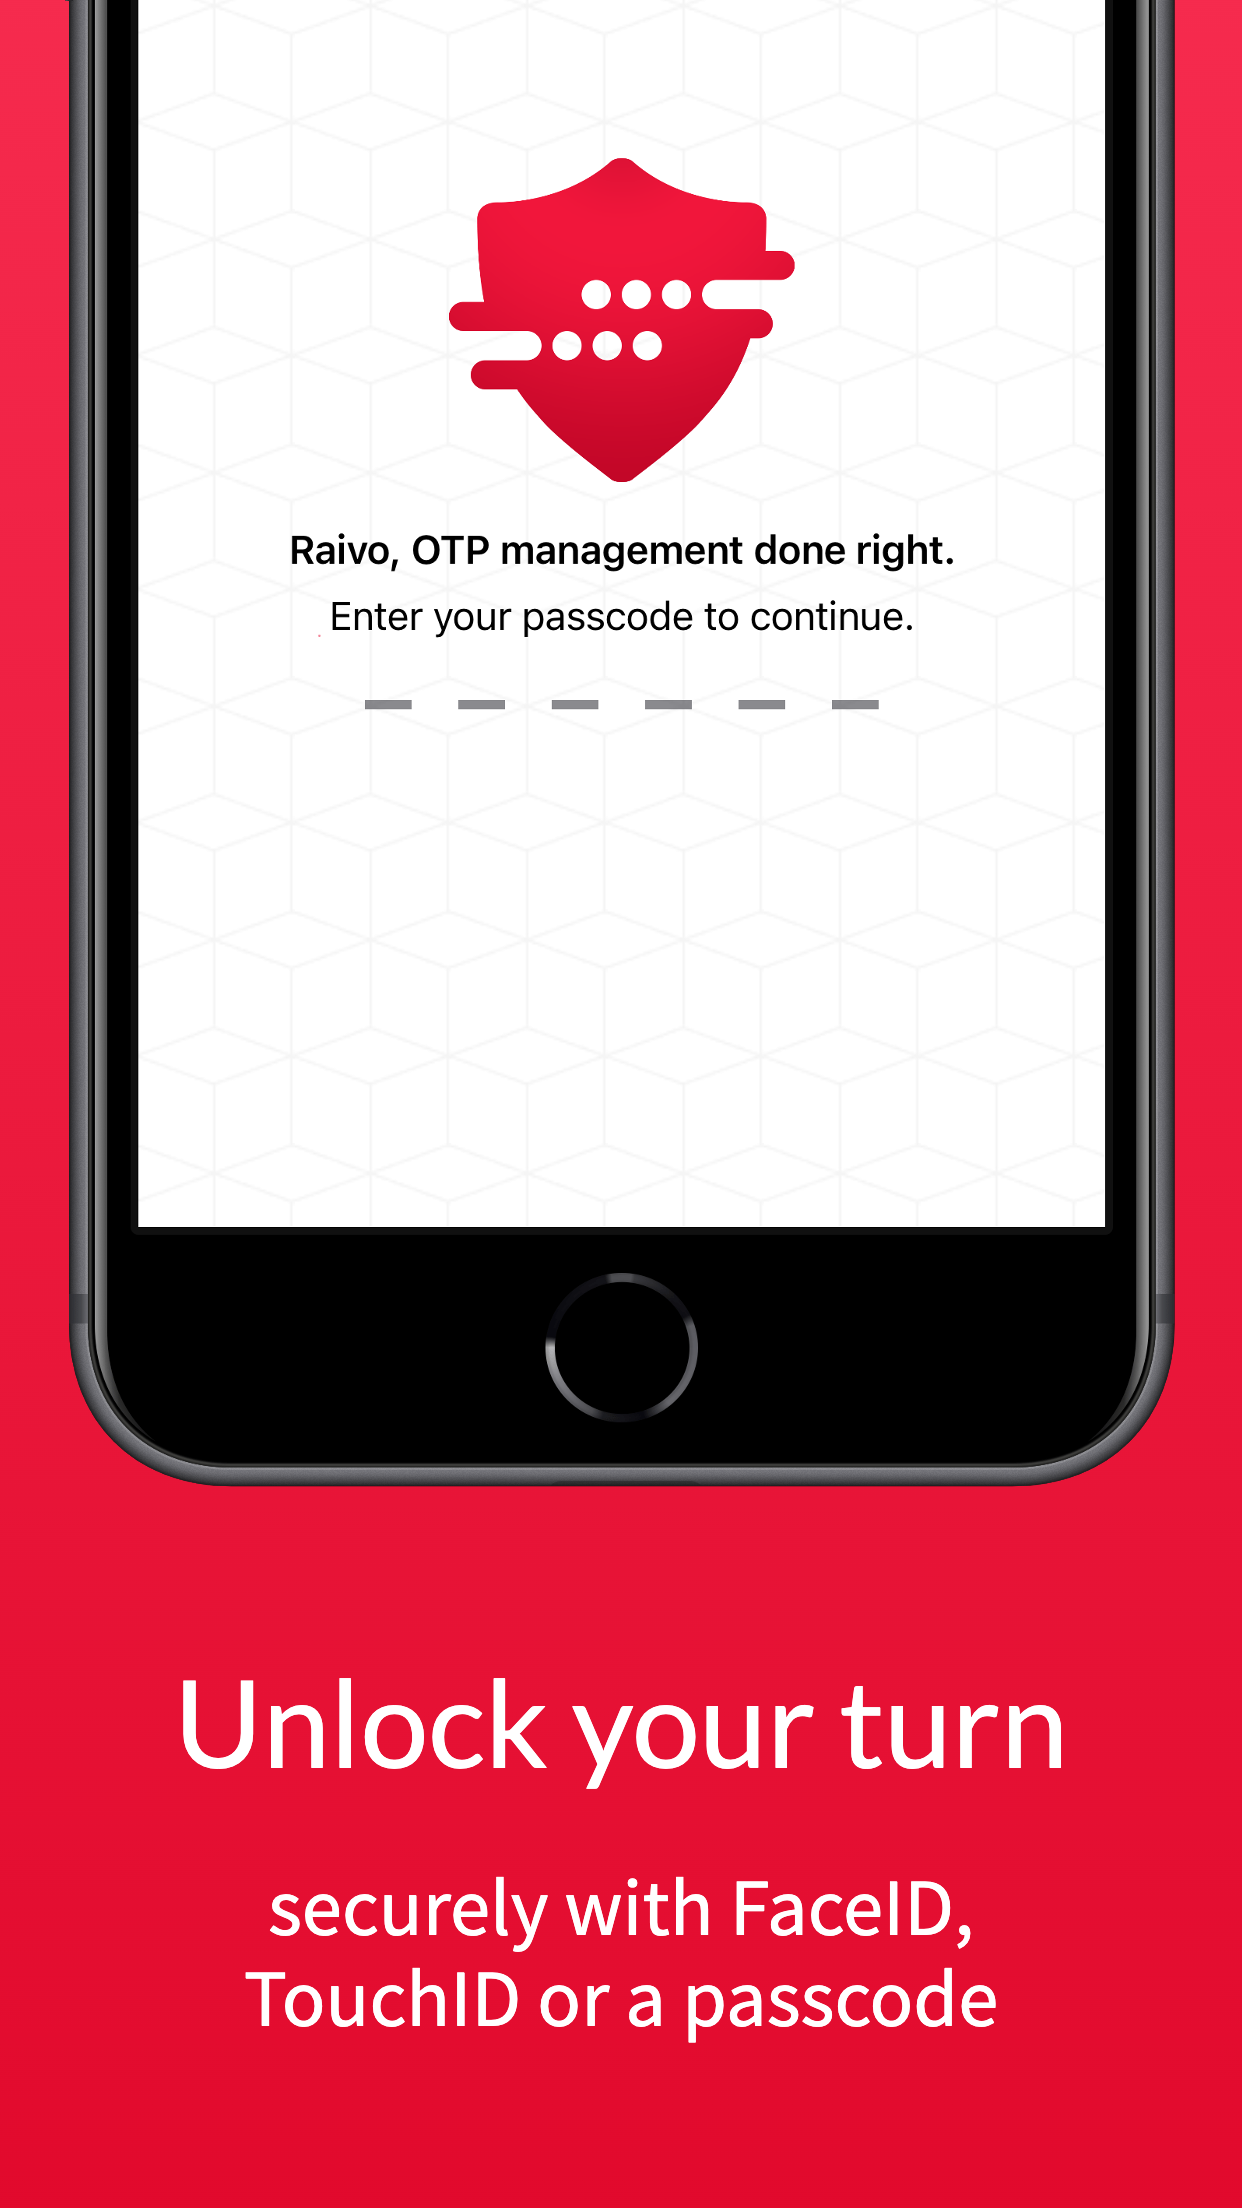 Raivo, OTP management done right.
Enter your passcode to continue.
Unlock your turn
securely with FaceID,
TouchID or a passcode